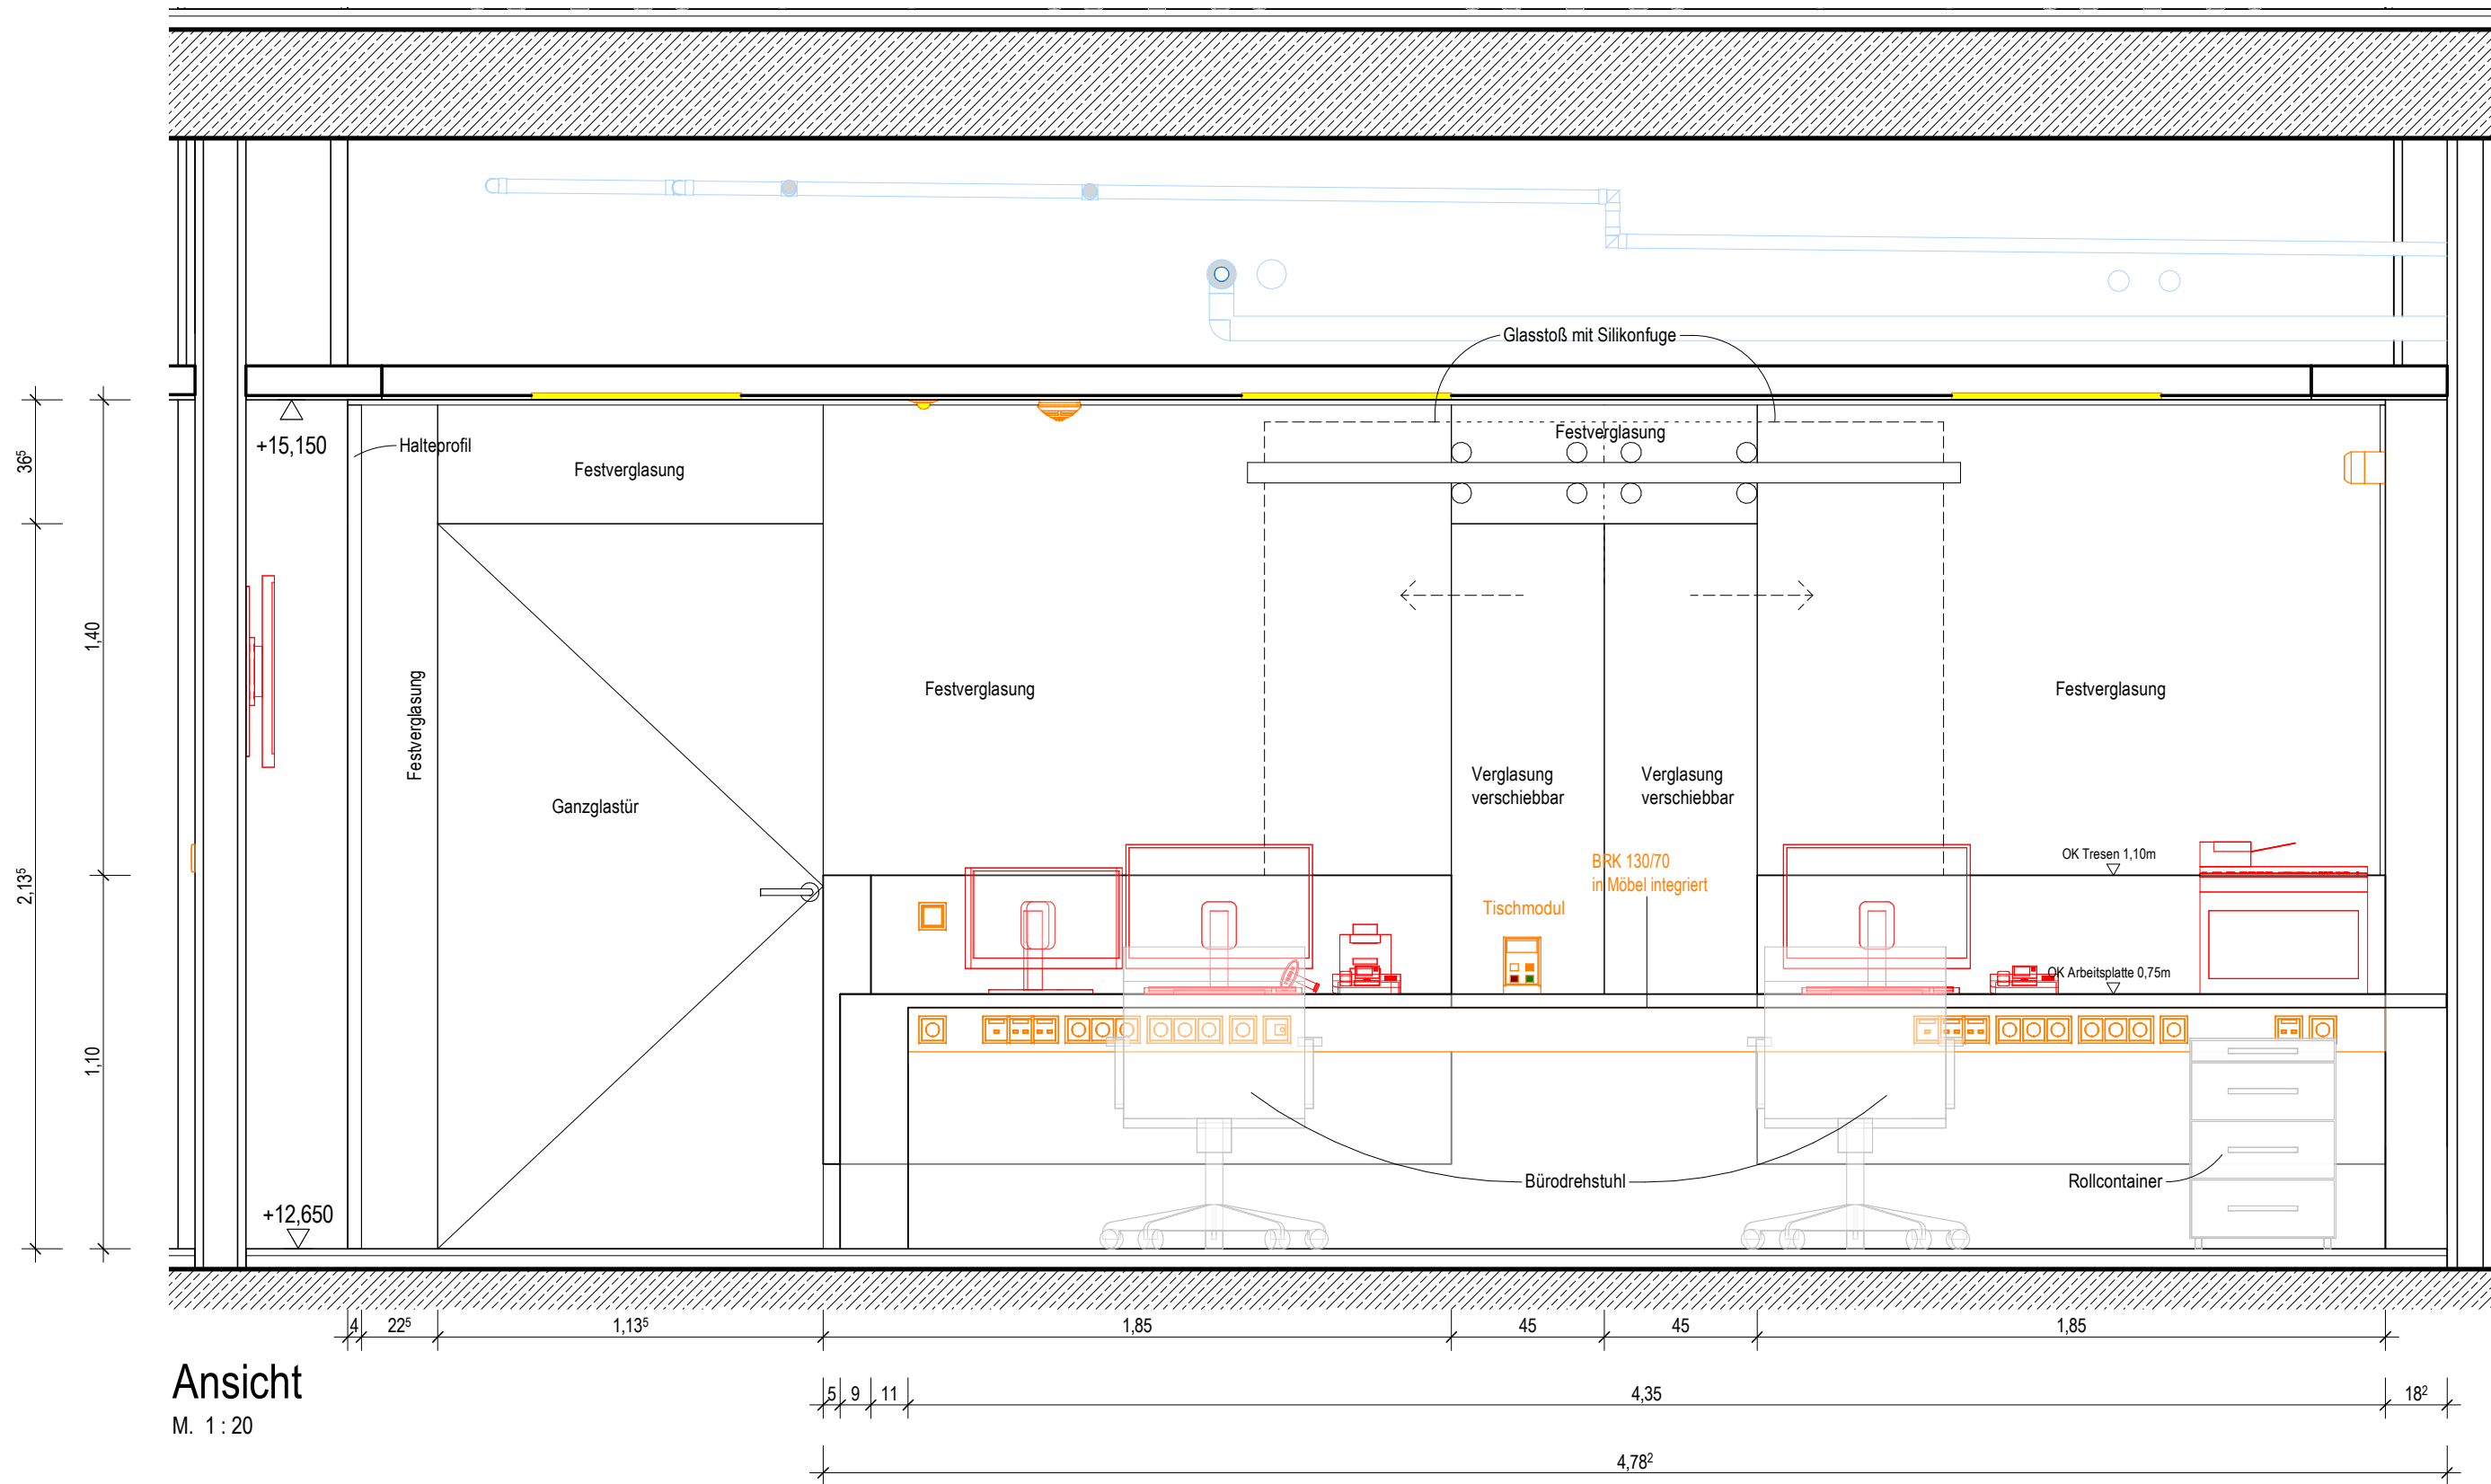 Glasstoß mit Silikonfuge
+15,150
Halteprofil
Festverglasung
Festverglasung
36⁵
1,40
2,13⁵
1,10
Festverglasung
Ganzglastür
Festverglasung
Festverglasung
Verglasung
verschiebbar
Verglasung
verschiebbar
BRK 130/70
in Möbel integriert
Tischmodul
OK Tresen 1,10m
OK Arbeitsplatte 0,75m
Bürodrehstuhl
Rollcontainer
+12,650
4 22⁵ 1,13⁵ 1,85 45 45 1,85
5 9 11 4,35 18²
4,78²
Ansicht
M. 1 : 20